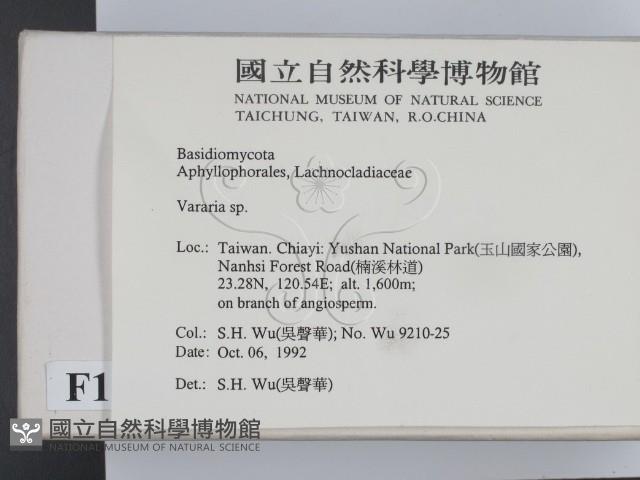 國立自然科學博物館
NATIONAL MUSEUM OF NATURAL SCIENCE
TAICHUNG, TAIWAN, R.O.CHINA
Basidiomycota
Aphyllophorales, Lachnocladiaceae
Vararia sp.
Loc.: Taiwan. Chiayi: Yushan National Park(玉山國家公園),
Nanhsi Forest Road(楠溪林道)
23.28N, 120.54E; alt. 1,600m;
on branch of angiosperm.
Col.: S.H. Wu(吳聲華); No. Wu 9210-25
Date: Oct. 06, 1992
Det.: S.H. Wu(吳聲華)
F1
國立自然科學博物館
NATIONAL MUSEUM OF NATURAL SCIENCE